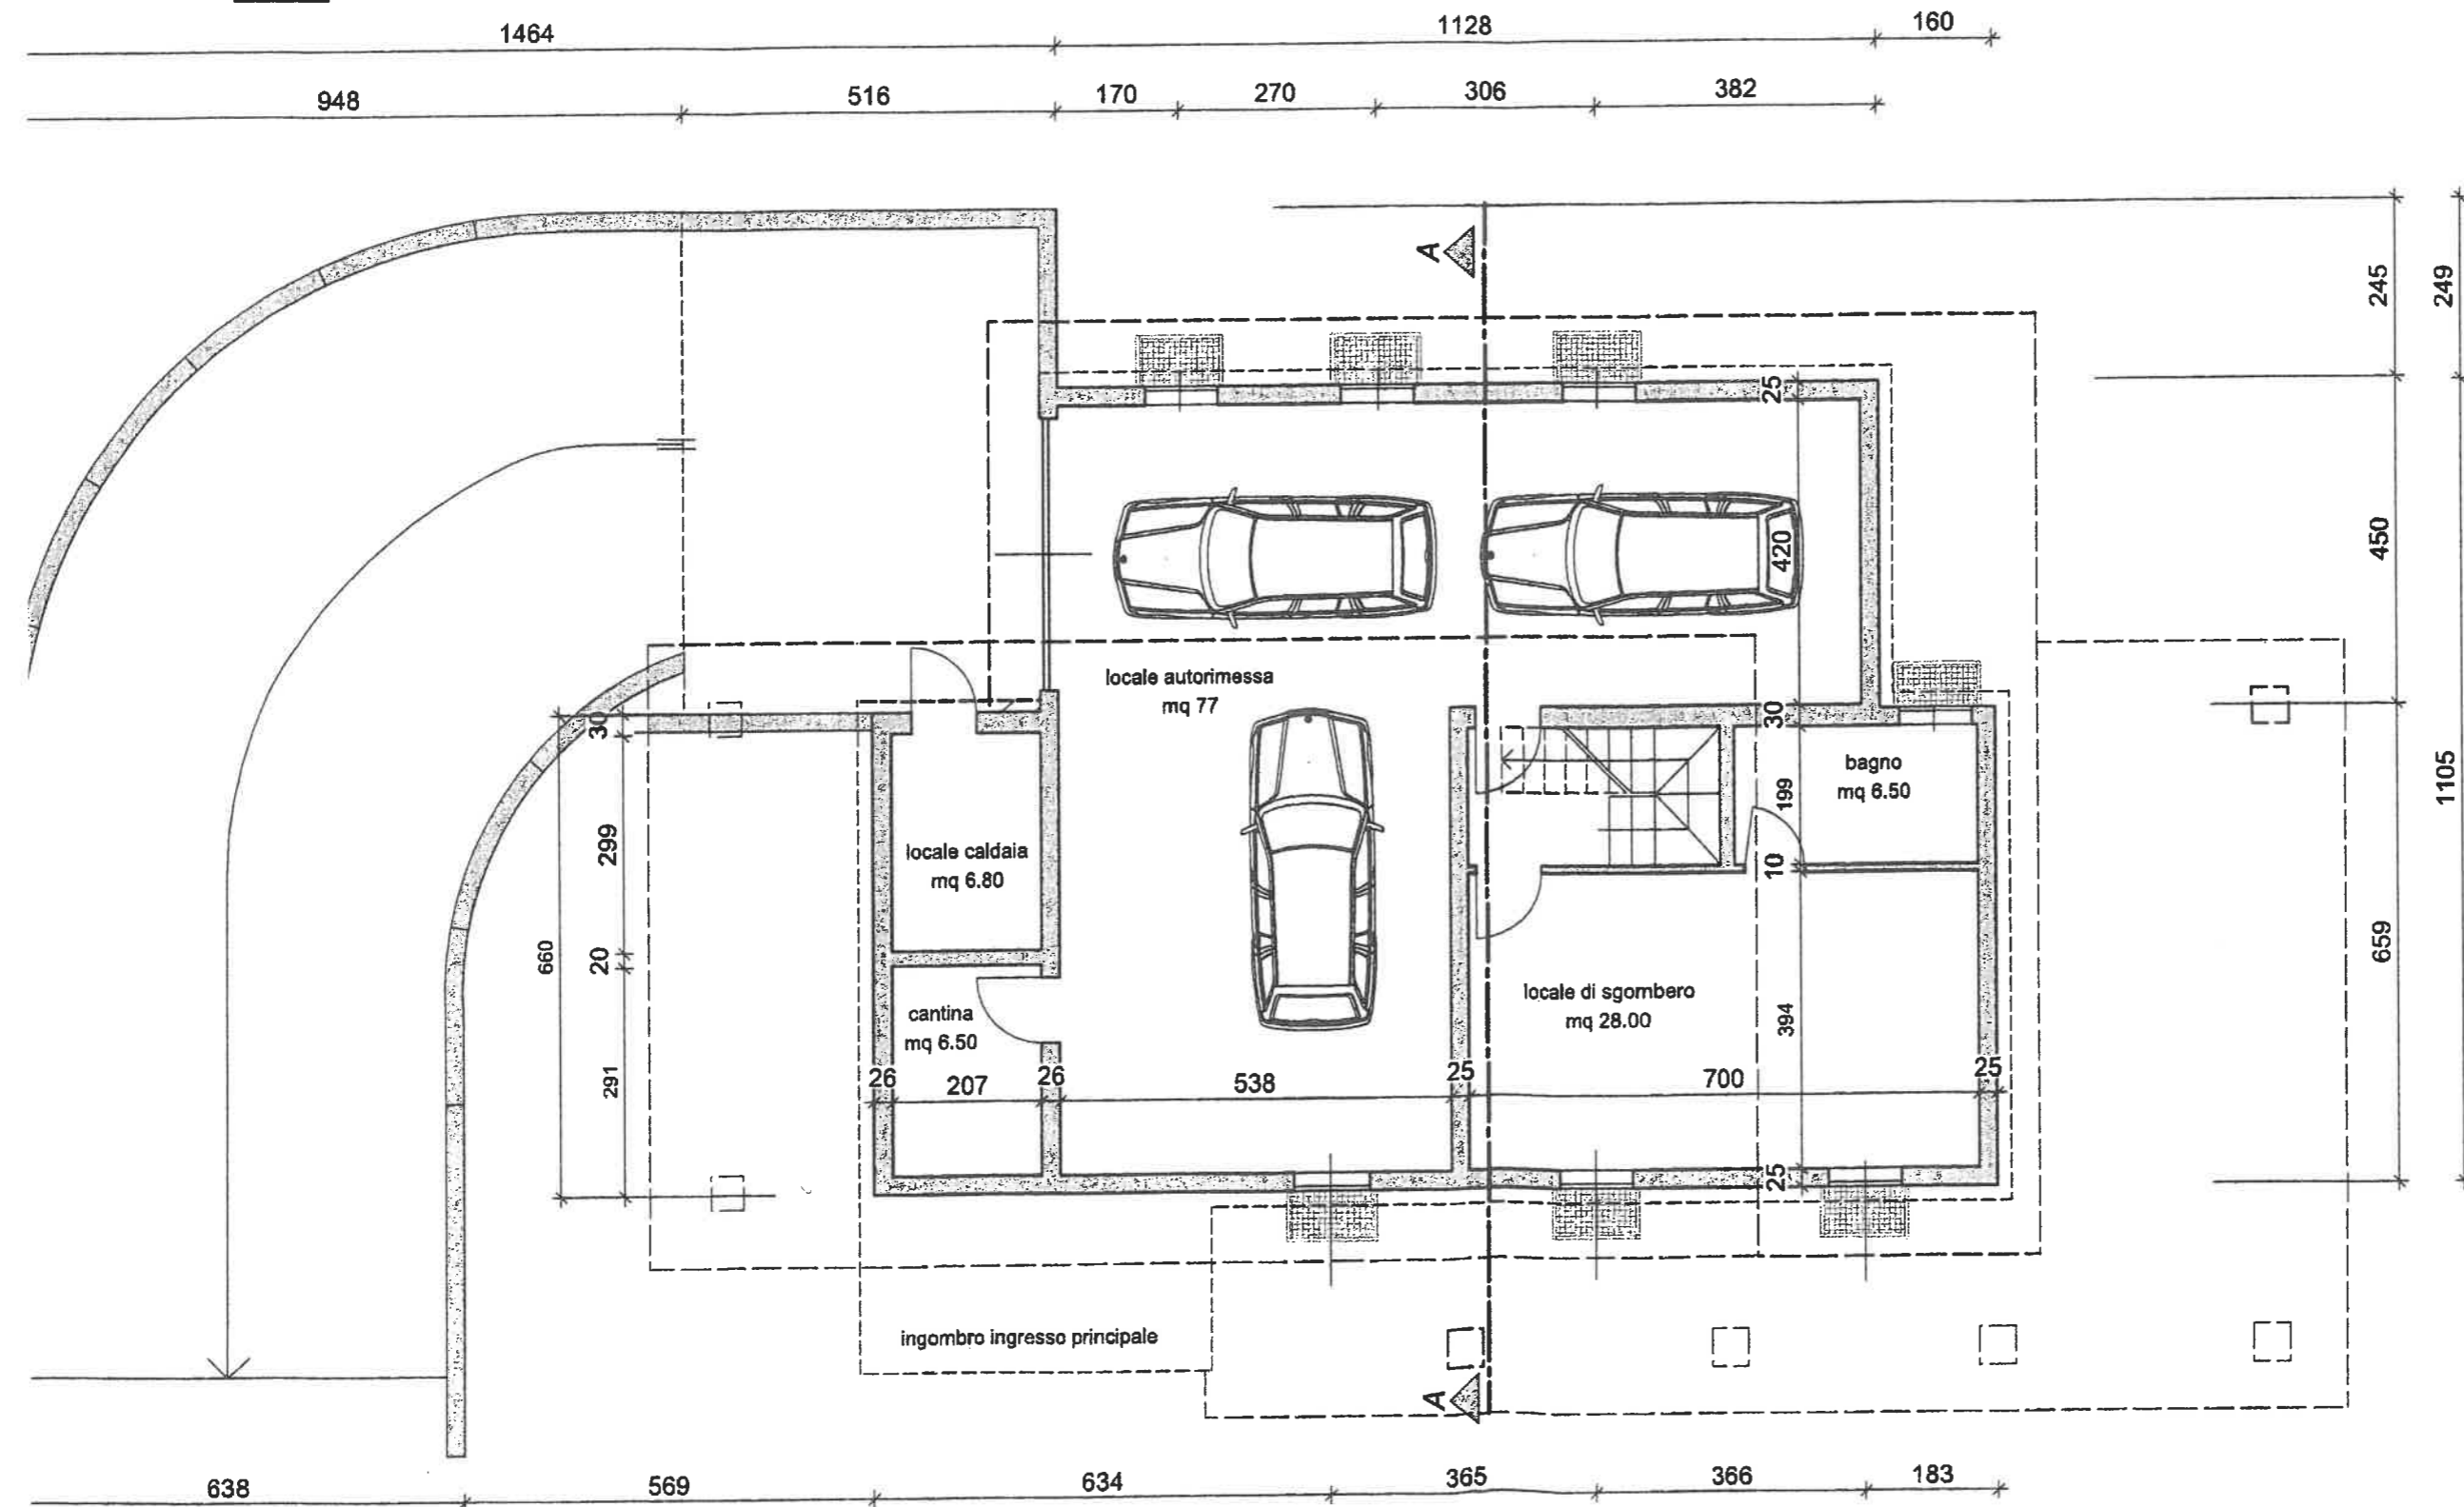 1464 1128 160
948 516 170 270 306 382
A
245 249
25
450
420
locale autorimessa
mq 77
30 30
bagno
mq 6.50
199
1105
299
locale caldaia
mq 6.80
10
660
20
659
cantina
mq 6.50
locale di sgombero
mq 28.00
394
291
26 207 26 538 25 700 25
25
ingombro ingresso principale
A
638 569 634 365 366 183